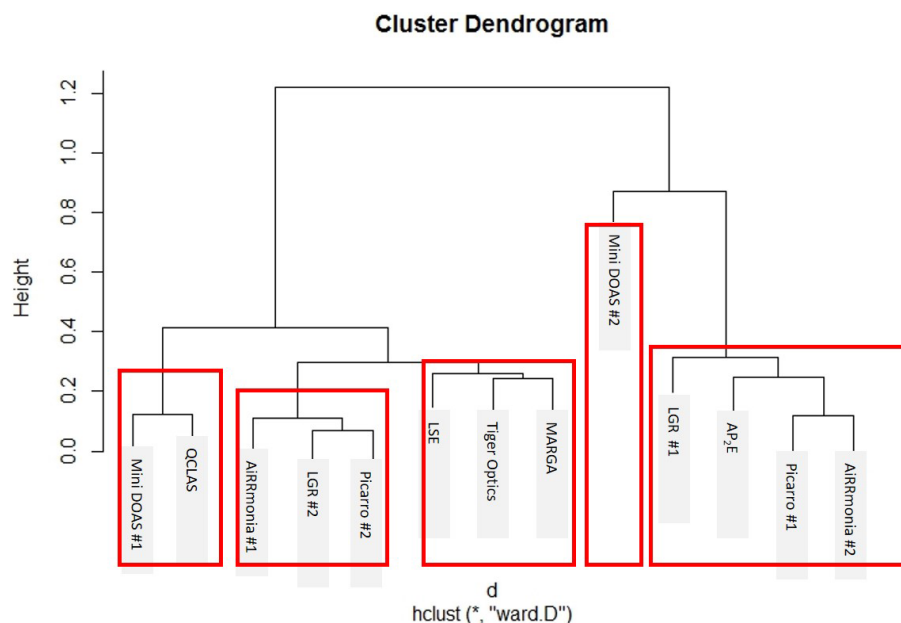 Cluster Dendrogram
Height
1.2
1.0
0.8
0.6
0.4
0.2
0.0
Mini DOAS #1
QCLAS
AiRRmonia #1
LGR #2
Picarro #2
LSE
Tiger Optics
MARGA
Mini DOAS #2
LGR #1
AP₂E
Picarro #1
AiRRmonia #2
d
hclust (*, "ward.D")